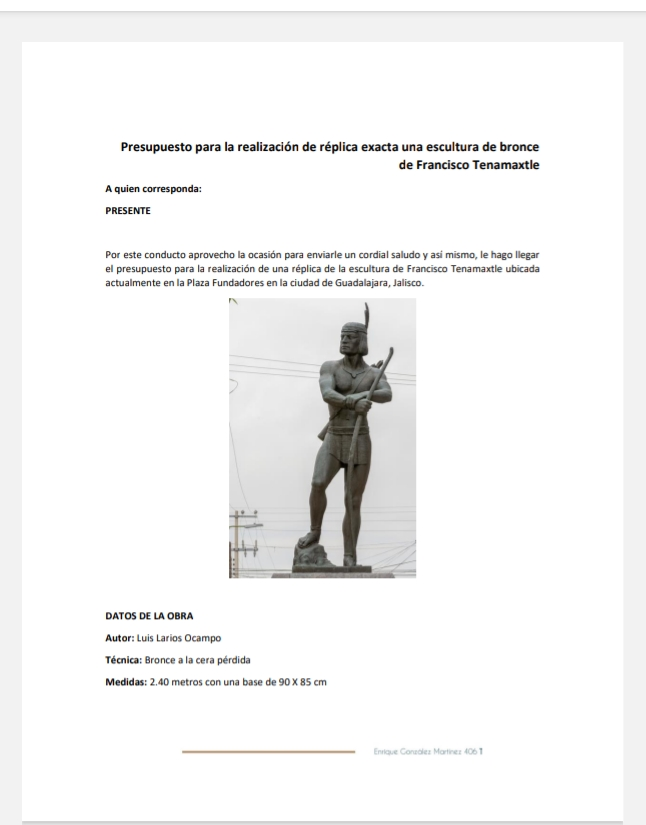 Presupuesto para la realización de réplica exacta una escultura de bronce
de Francisco Tenamaxtle
A quien corresponda:
PRESENTE
Por este conducto aprovecho la ocasión para enviarle un cordial saludo y así mismo, le hago llegar
el presupuesto para la realización de una réplica de la escultura de Francisco Tenamaxtle ubicada
actualmente en la Plaza Fundadores en la ciudad de Guadalajara, Jalisco.
DATOS DE LA OBRA
Autor: Luis Larios Ocampo
Técnica: Bronce a la cera pérdida
Medidas: 2.40 metros con una base de 90 X 85 cm
Enrique González Martínez 406 1